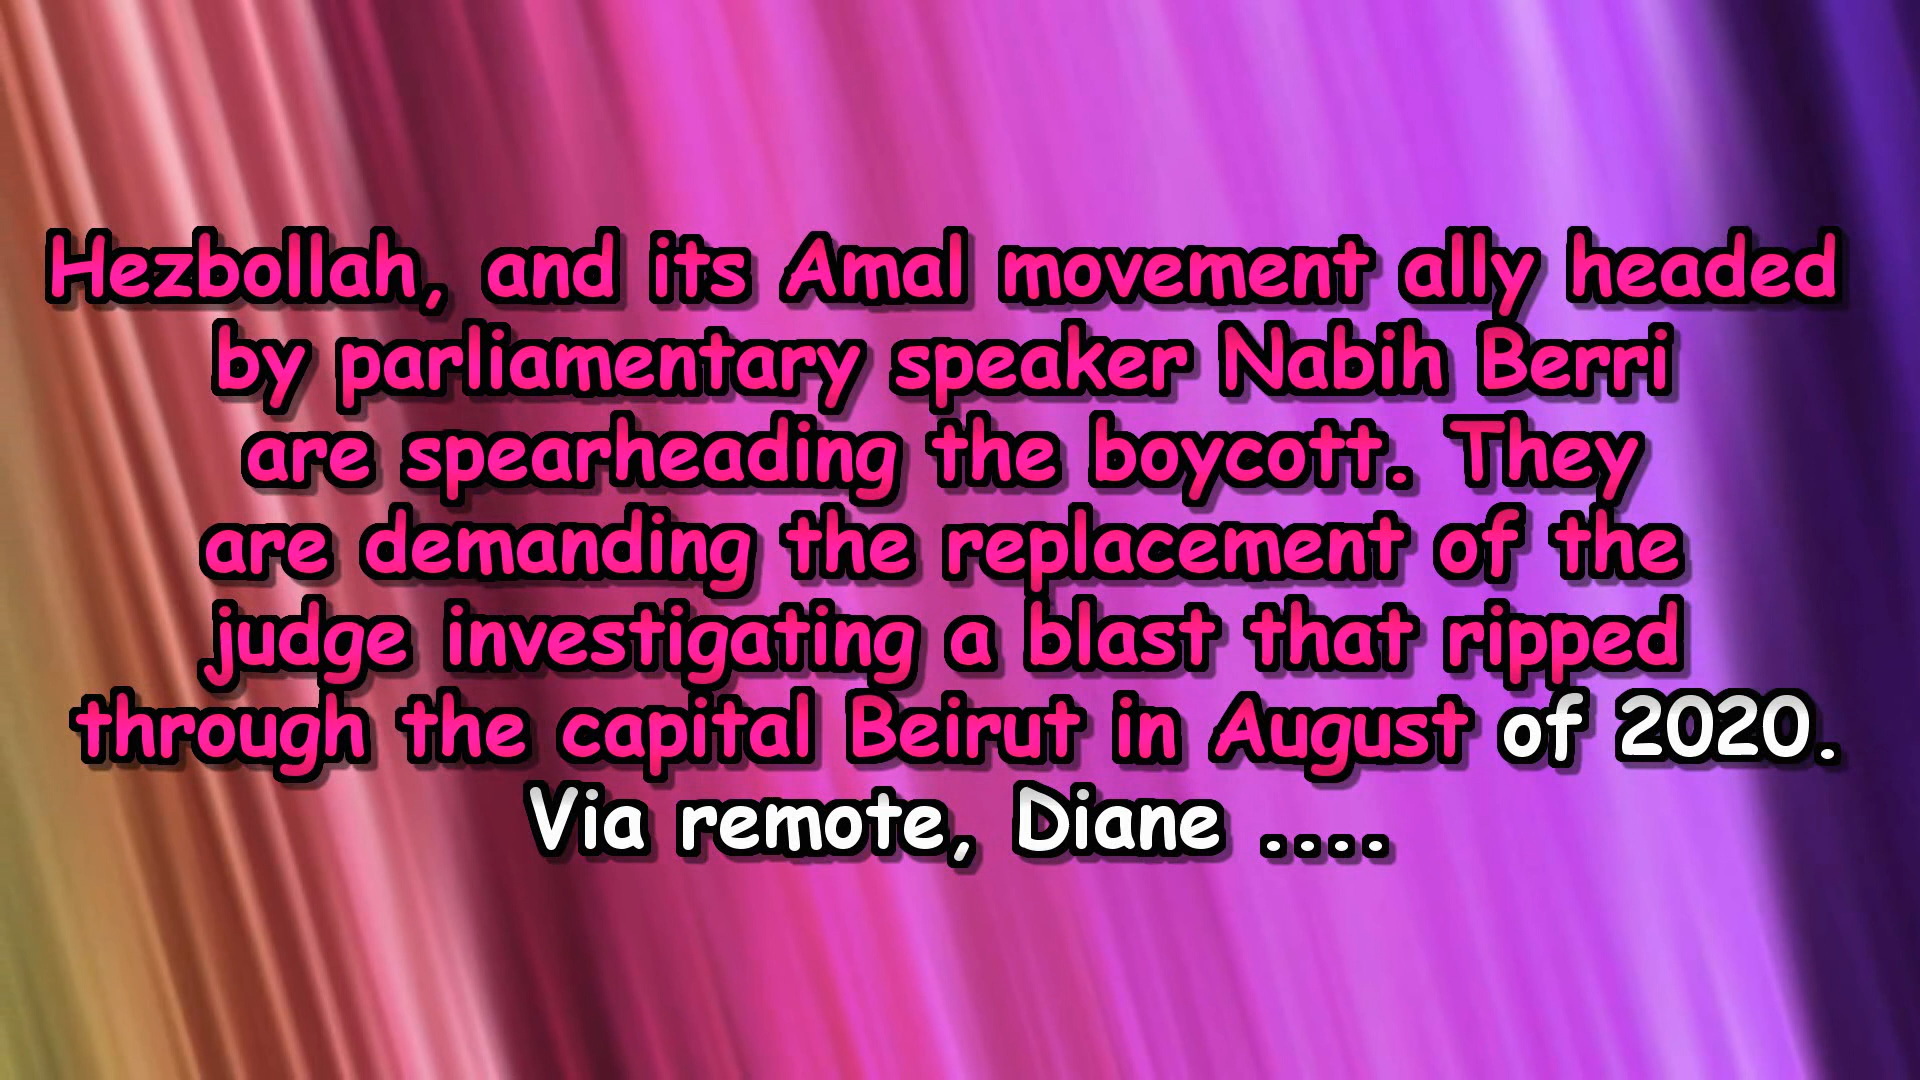 Hezbollah, and its Amal movement ally headed
by parliamentary speaker Nabih Berri
are spearheading the boycott. They
are demanding the replacement of the
judge investigating a blast that ripped
through the capital Beirut in August of 2020.
Via remote, Diane ....